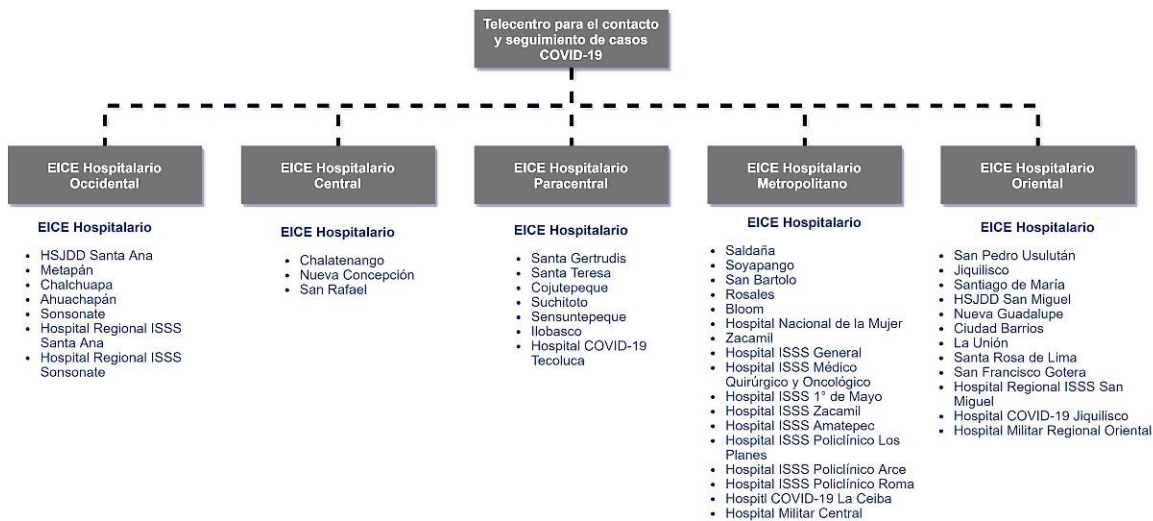 Telecentro para el contacto
y seguimiento de casos
COVID-19
EICE Hospitalario
Occidental
EICE Hospitalario
• HSJDD Santa Ana
• Metapán
• Chalchuapa
• Ahuachapán
• Sonsonate
• Hospital Regional ISSS
Santa Ana
• Hospital Regional ISSS
Sonsonate
EICE Hospitalario
Central
EICE Hospitalario
• Chalatenango
• Nueva Concepción
• San Rafael
EICE Hospitalario
Paracentral
EICE Hospitalario
• Santa Gertrudis
• Santa Teresa
• Cojutepeque
• Suchitoto
• Sensuntepeque
• Ilobasco
• Hospital COVID-19
Tecoluca
EICE Hospitalario
Metropolitano
EICE Hospitalario
• Saldaña
• Soyapango
• San Bartolo
• Rosales
• Bloom
• Hospital Nacional de la Mujer
• Zacamil
• Hospital ISSS General
• Hospital ISSS Médico
Quirúrgico y Oncológico
• Hospital ISSS 1° de Mayo
• Hospital ISSS Zacamil
• Hospital ISSS Amatepec
• Hospital ISSS Policlínico Los
Planes
• Hospital ISSS Policlínico Arce
• Hospital ISSS Policlínico Roma
• Hospitl COVID-19 La Ceiba
• Hospital Militar Central
EICE Hospitalario
Oriental
EICE Hospitalario
• San Pedro Usulután
• Jiquilisco
• Santiago de María
• HSJDD San Miguel
• Nueva Guadalupe
• Ciudad Barrios
• La Unión
• Santa Rosa de Lima
• San Francisco Gotera
• Hospital Regional ISSS San
Miguel
• Hospital COVID-19 Jiquilisco
• Hospital Militar Regional Oriental